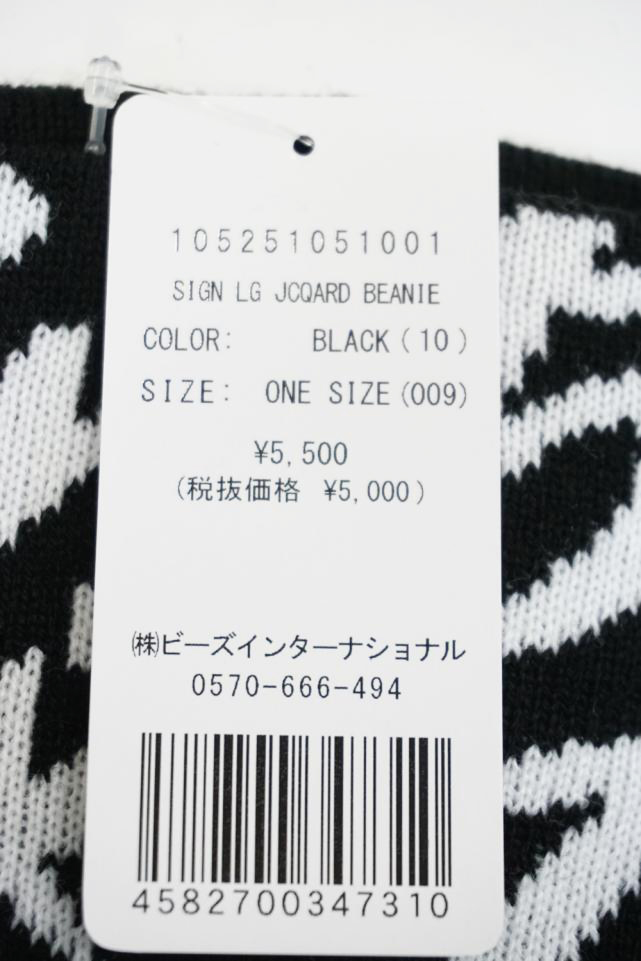 105251051001
SIGN LG JCQARD BEANIE
COLOR: BLACK(10)
SIZE: ONE SIZE(009)
¥5,500
(税抜価格 ¥5,000)
㈱ビーズインターナショナル
0570-666-494
4582700347310